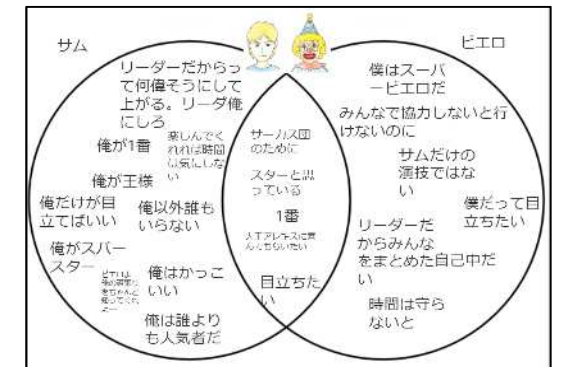 サム
ピエロ
リーダーだからっ
て何偉そうにして
上がる。リーダ俺
にしろ
俺が1番
楽しんでく
れれば時間
は気にしな
い
俺が王様
俺だけが目
立てばいい
俺以外誰も
いらない
俺がスパー
スター
俺はかっこ
いい
俺は誰より
も人気者だ
サーカス団
のために
スターと思
っている
1番
目立ちた
い
僕はスーパ
ーピエロだ
みんなで協力しないと行
けないのに
サムだけの
演技ではな
い
僕だって目
立ちたい
リーダーだ
からみんな
をまとめた
い
自己中だ
時間は守ら
ないと